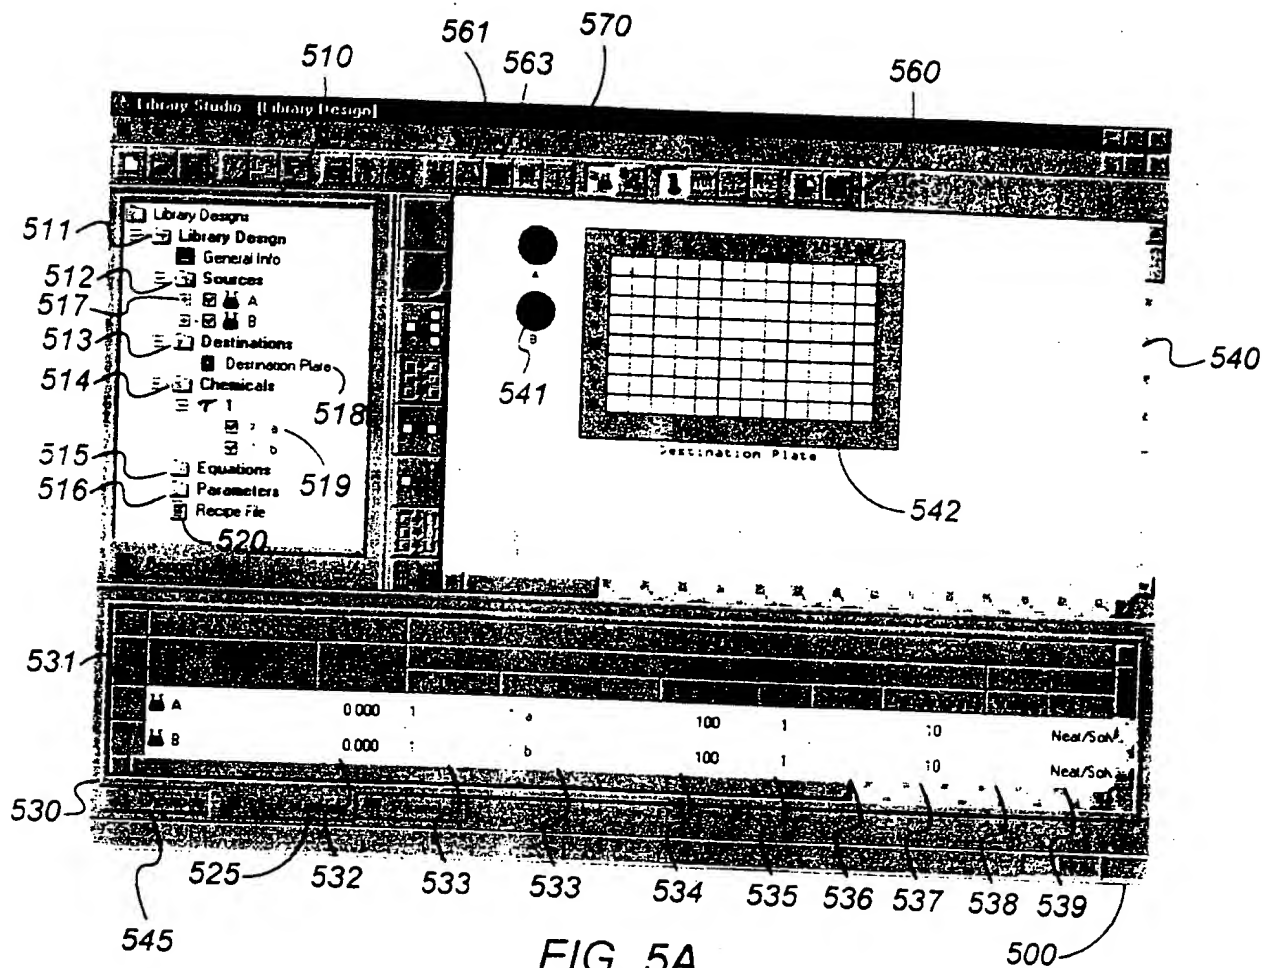 510
561
563
570
560
Library Studio [Library Design]
Library Designs
511
Library Design
General Info
512
Sources
517
A
B
513
Destinations
Destination Plate
514
Chemicals
518
1
a
b
519
515
Equations
516
Parameters
Recipe File
520
A
B
541
Destination Plate
542
540
531
A 0.000 1 a 100 1 10 Neat/Solv
B 0.000 1 b 100 1 10 Neat/Solv
530
525 532 533 533 534 535 536 537 538 539
545
500
FIG. 5A